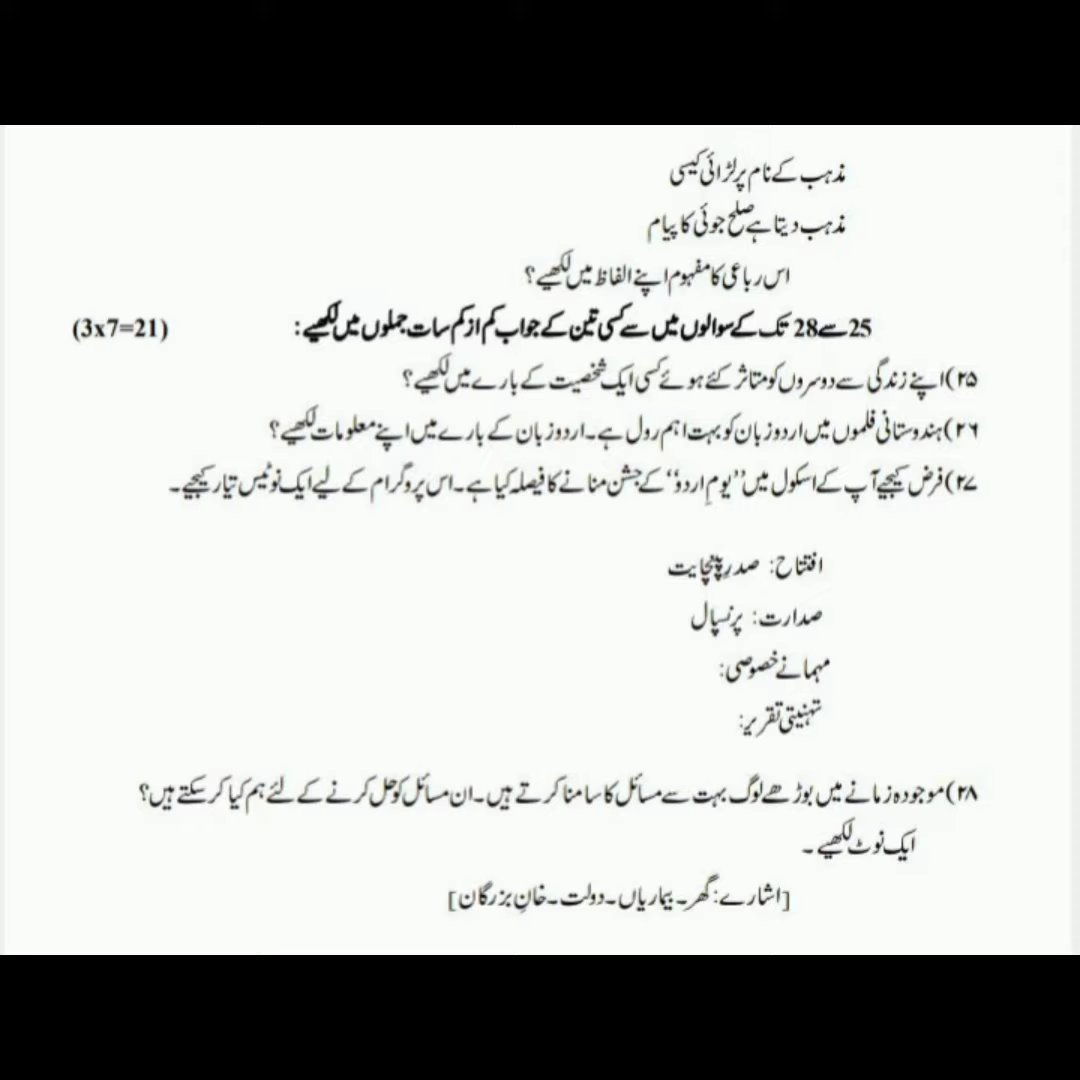 مذہب کے نام پر لڑائی کیسی
مذہب دیتا ہے صلح جوئی کا پیام
اس رباعی کا مفہوم اپنے الفاظ میں لکھیے؟
25 سے 28 تک کے سوالوں میں سے کسی تین کے جواب کم از کم سات جملوں میں لکھیے: (3x7=21)
۲۵) اپنے زندگی سے دوسروں کو متاثر کئے ہوئے کسی ایک شخصیت کے بارے میں لکھیے؟
۲۶) ہندوستانی فلموں میں اردو زبان کو بہت اہم رول ہے۔ اردو زبان کے بارے میں اپنے معلومات لکھیے؟
۲۷) فرض کیجیے آپ کے اسکول میں ”یومِ اردو“ کے جشن منانے کا فیصلہ کیا ہے۔ اس پروگرام کے لیے ایک نوٹیس تیار کیجیے۔
افتتاح: صدرِ پنچایت
صدارت: پرنسپال
مہمانے خصوصی:
تہنیتی تقریر:
۲۸) موجودہ زمانے میں بوڑھے لوگ بہت سے مسائل کا سامنا کرتے ہیں۔ ان مسائل کو حل کرنے کے لئے ہم کیا کر سکتے ہیں؟
ایک نوٹ لکھیے۔
[اشارے: گھر۔ بیماریاں۔ دولت۔ خانِ بزرگان]